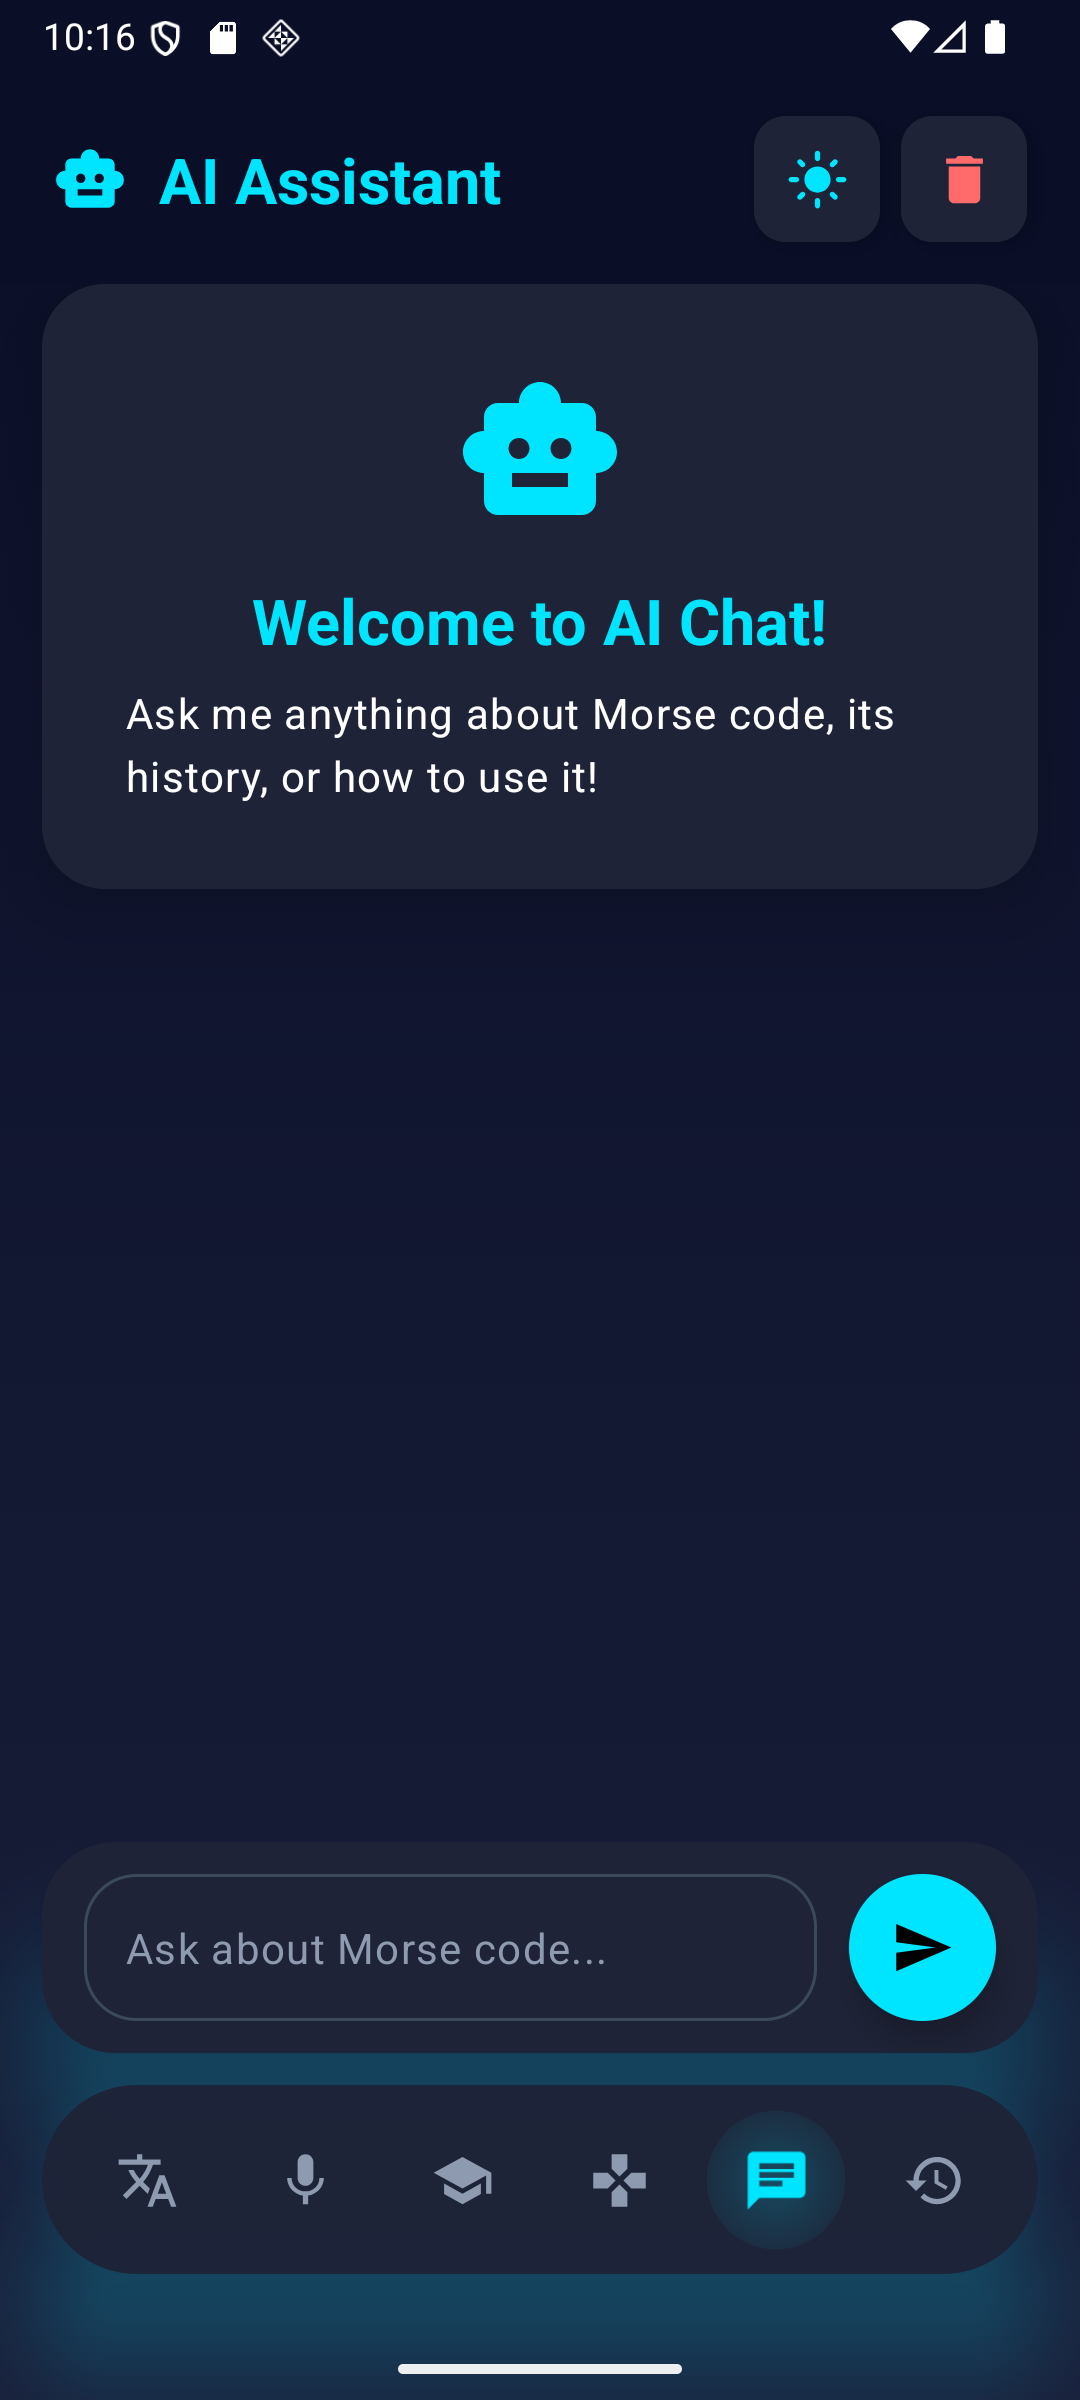 10:16
AI Assistant
Welcome to AI Chat!
Ask me anything about Morse code, its
history, or how to use it!
Ask about Morse code...